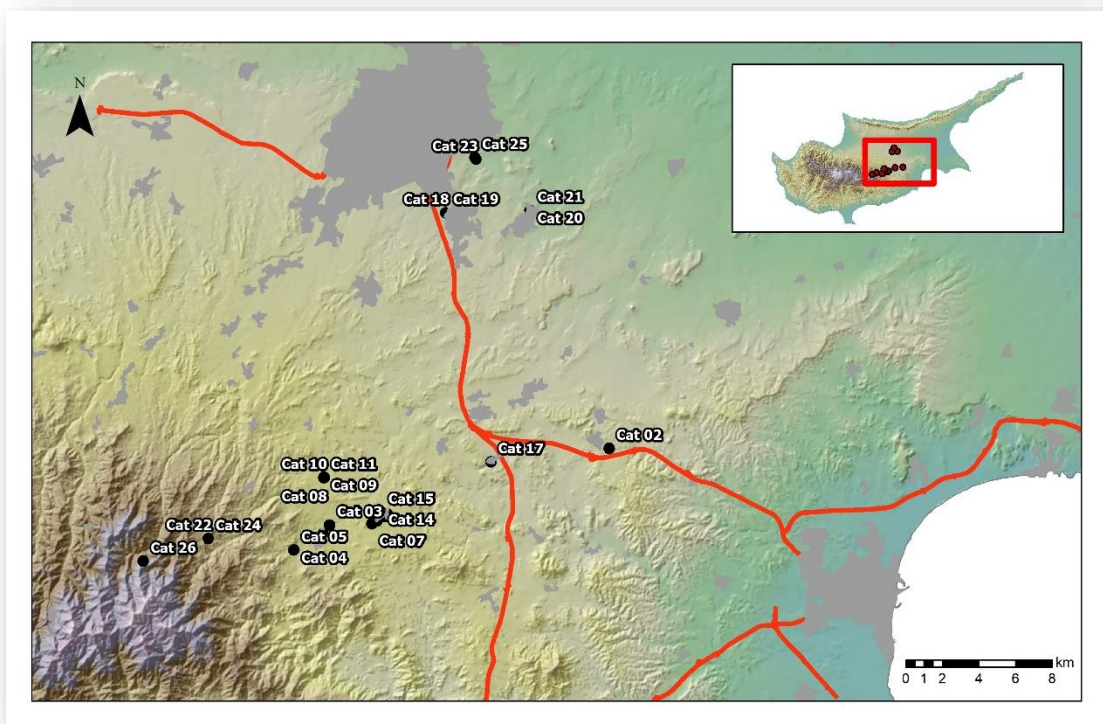 N
Cat 23 Cat 25
Cat 18 Cat 19
Cat 21
Cat 20
Cat 02
Cat 17
Cat 10 Cat 11
Cat 09
Cat 08
Cat 15
Cat 03
Cat 14
Cat 22 Cat 24
Cat 05
Cat 07
Cat 26
Cat 04
km
0 1 2 4 6 8